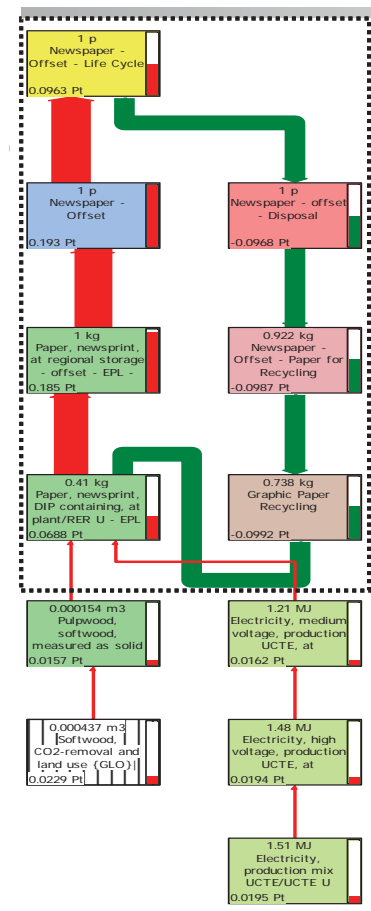 1 p
Newspaper -
Offset - Life Cycle
0.0963 Pt
1 p
Newspaper -
Offset
0.193 Pt
1 p
Newspaper - offset
- Disposal
-0.0968 Pt
1 kg
Paper, newsprint,
at regional storage
- offset - EPL -
0.185 Pt
0.922 kg
Newspaper -
Offset - Paper for
Recycling
-0.0987 Pt
0.41 kg
Paper, newsprint,
DIP containing, at
plant/RER U - EPL
0.0688 Pt
0.738 kg
Graphic Paper
Recycling
-0.0992 Pt
0.000154 m3
Pulpwood,
softwood,
measured as solid
0.0157 Pt
1.21 MJ
Electricity, medium
voltage, production
UCTE, at
0.0162 Pt
0.000437 m3
Softwood,
CO2-removal and
land use {GLO}|
0.0229 Pt
1.48 MJ
Electricity, high
voltage, production
UCTE, at
0.0194 Pt
1.51 MJ
Electricity,
production mix
UCTE/UCTE U
0.0195 Pt